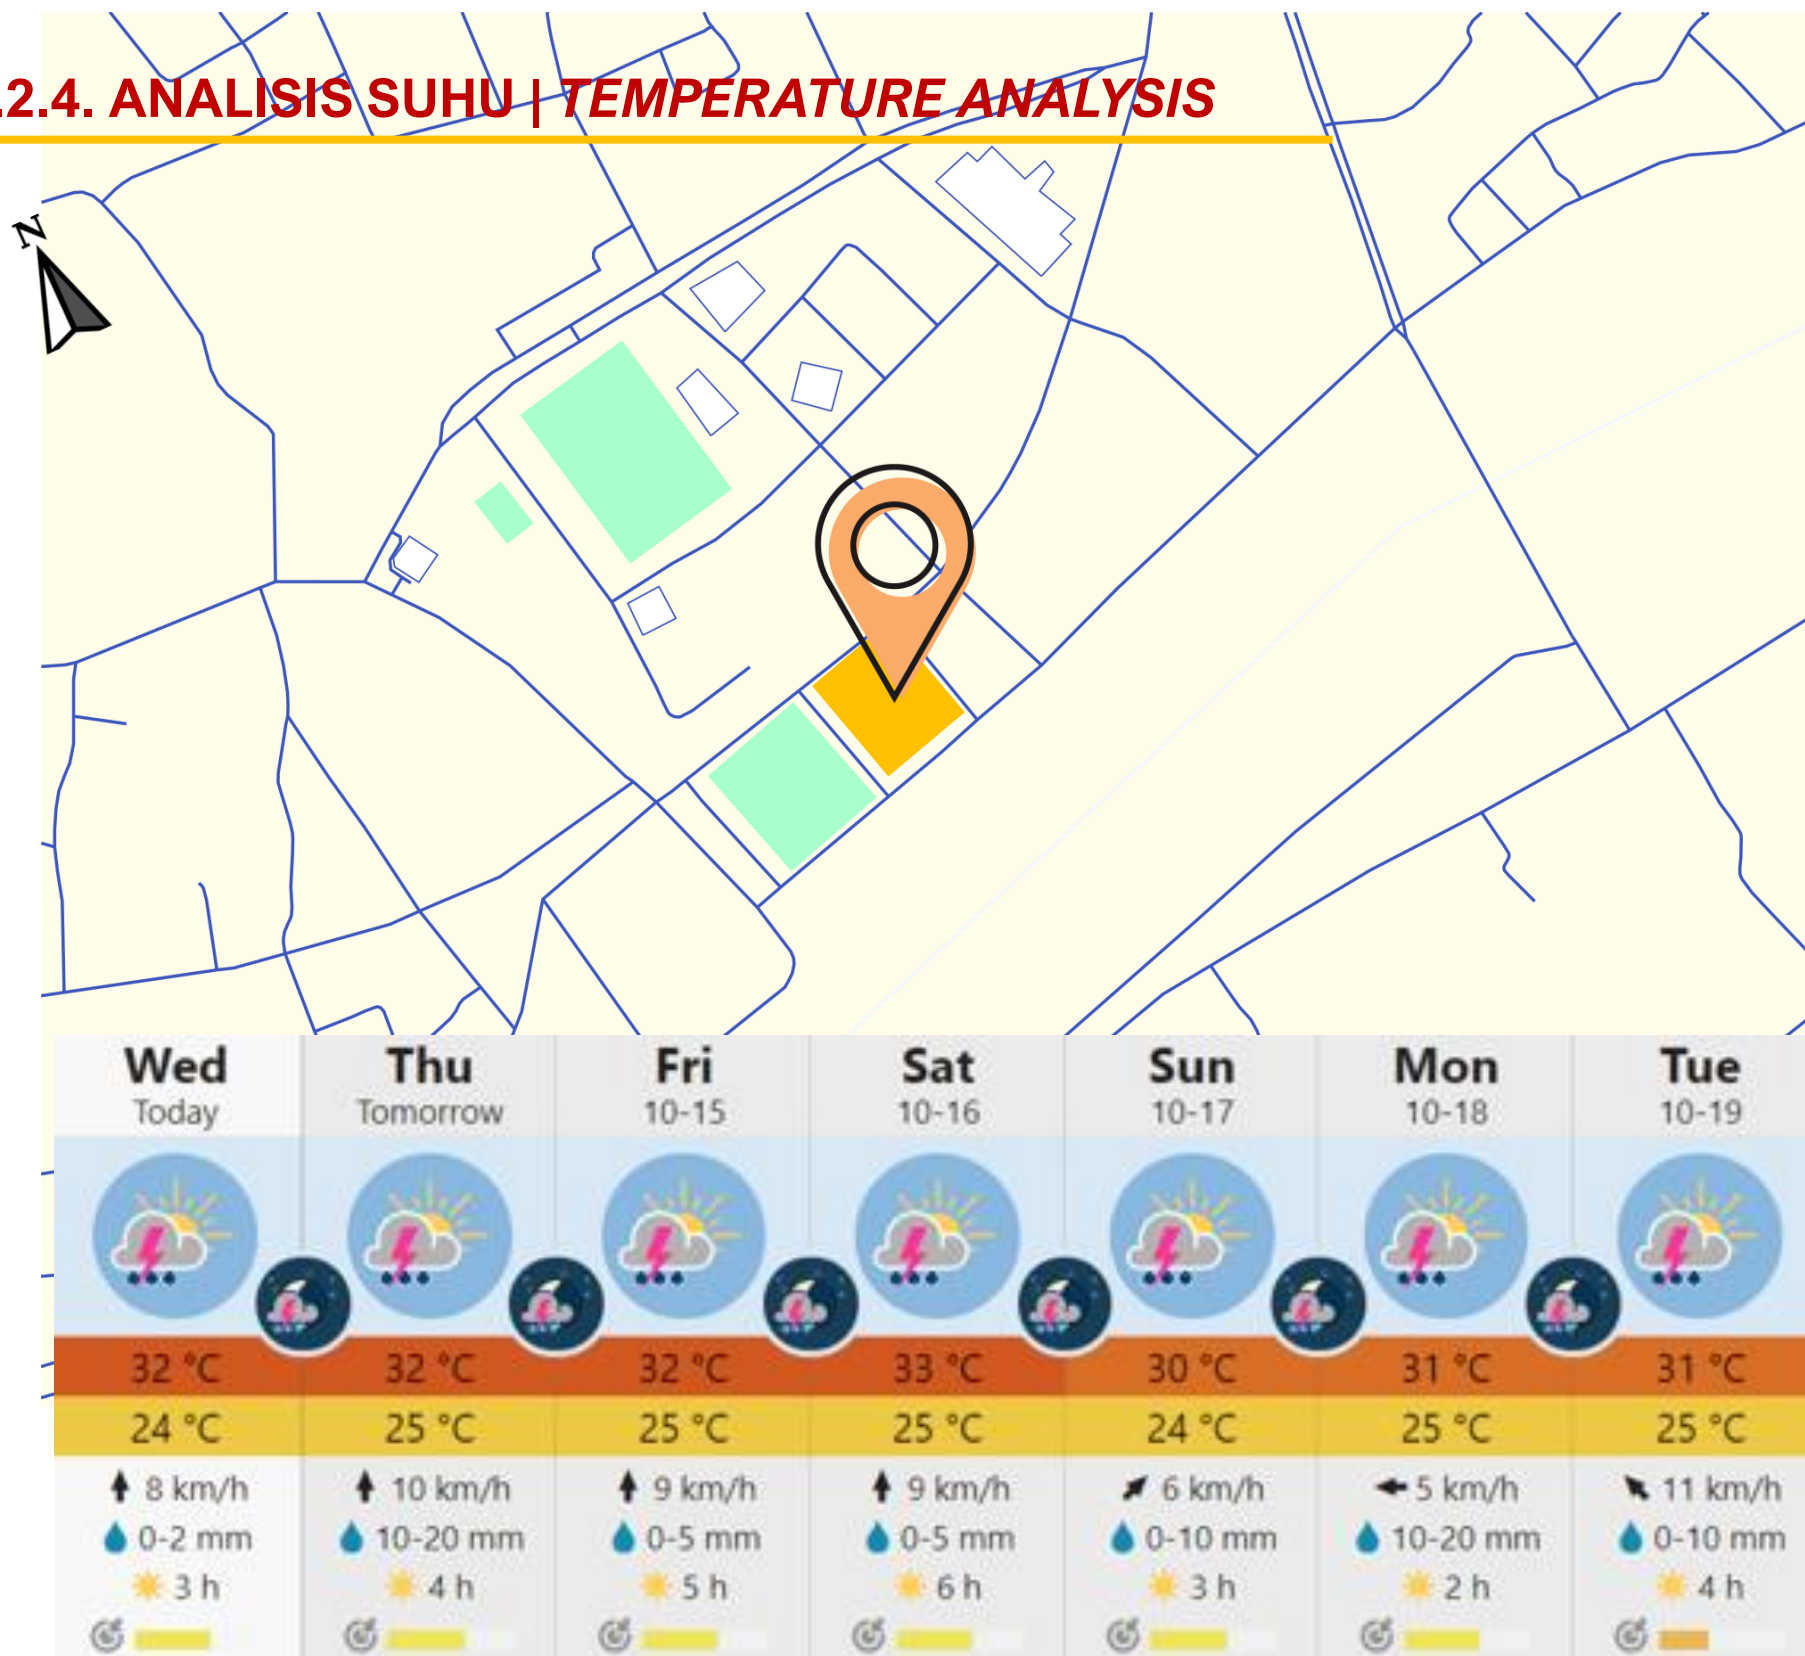 .2.4. ANALISIS SUHU | TEMPERATURE ANALYSIS
N
Wed Thu Fri Sat Sun Mon Tue
Today Tomorrow 10-15 10-16 10-17 10-18 10-19
32 °C 32 °C 32 °C 33 °C 30 °C 31 °C 31 °C
24 °C 25 °C 25 °C 25 °C 24 °C 25 °C 25 °C
8 km/h 10 km/h 9 km/h 9 km/h 6 km/h 5 km/h 11 km/h
0-2 mm 10-20 mm 0-5 mm 0-5 mm 0-10 mm 10-20 mm 0-10 mm
3 h 4 h 5 h 6 h 3 h 2 h 4 h